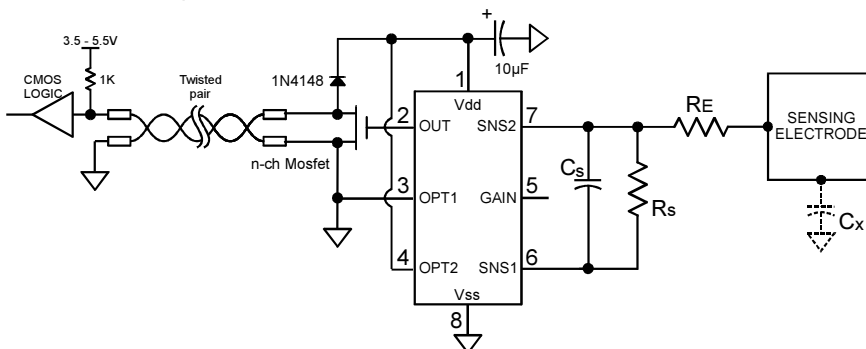 3.5 - 5.5V
CMOS
LOGIC
1K
Twisted
pair
1N4148
n-ch Mosfet
+
10µF
1
Vdd
2
OUT
3
OPT1
4
OPT2
SNS2
7
GAIN
5
SNS1
6
Vss
8
Cs
Rs
RE
SENSING
ELECTRODE
Cx